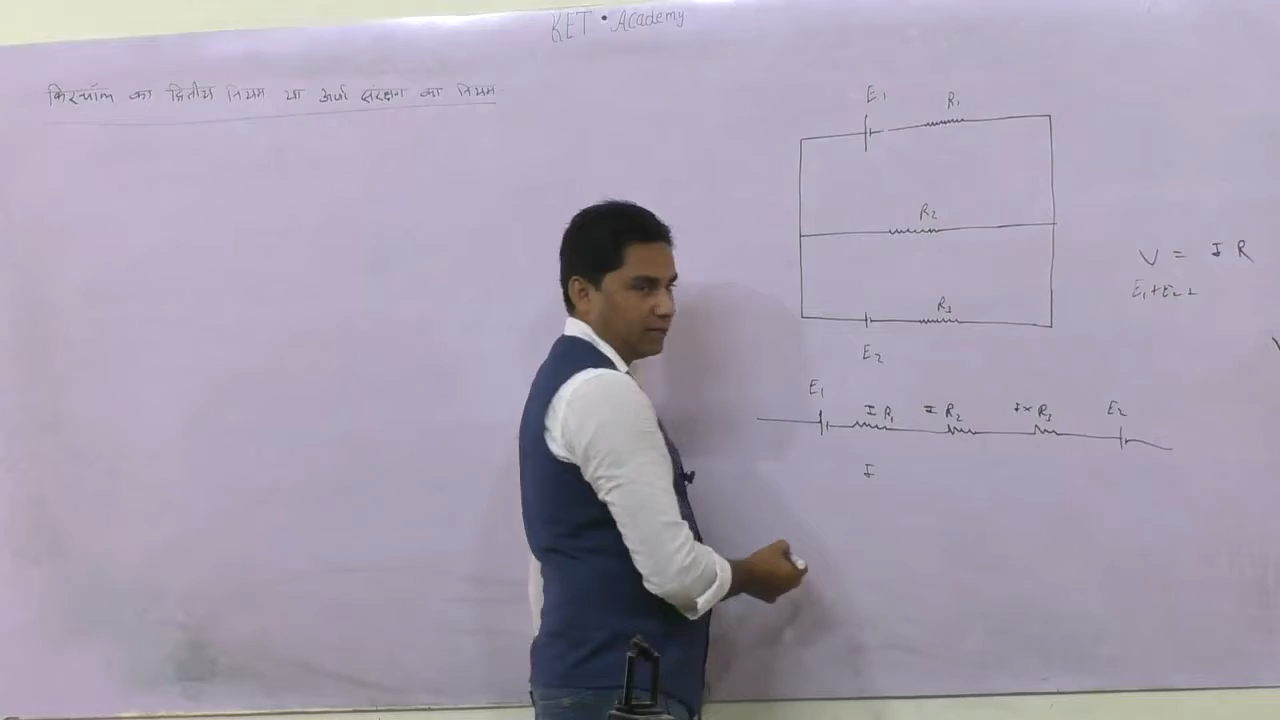 KET • Academy
किरचॉफ का द्वितीय नियम या ऊर्जा संरक्षण का नियम
E1 R1
R2
V = I R
E1+E2
R3
E2
E1 I R1 I R2 I× R3 E2
I